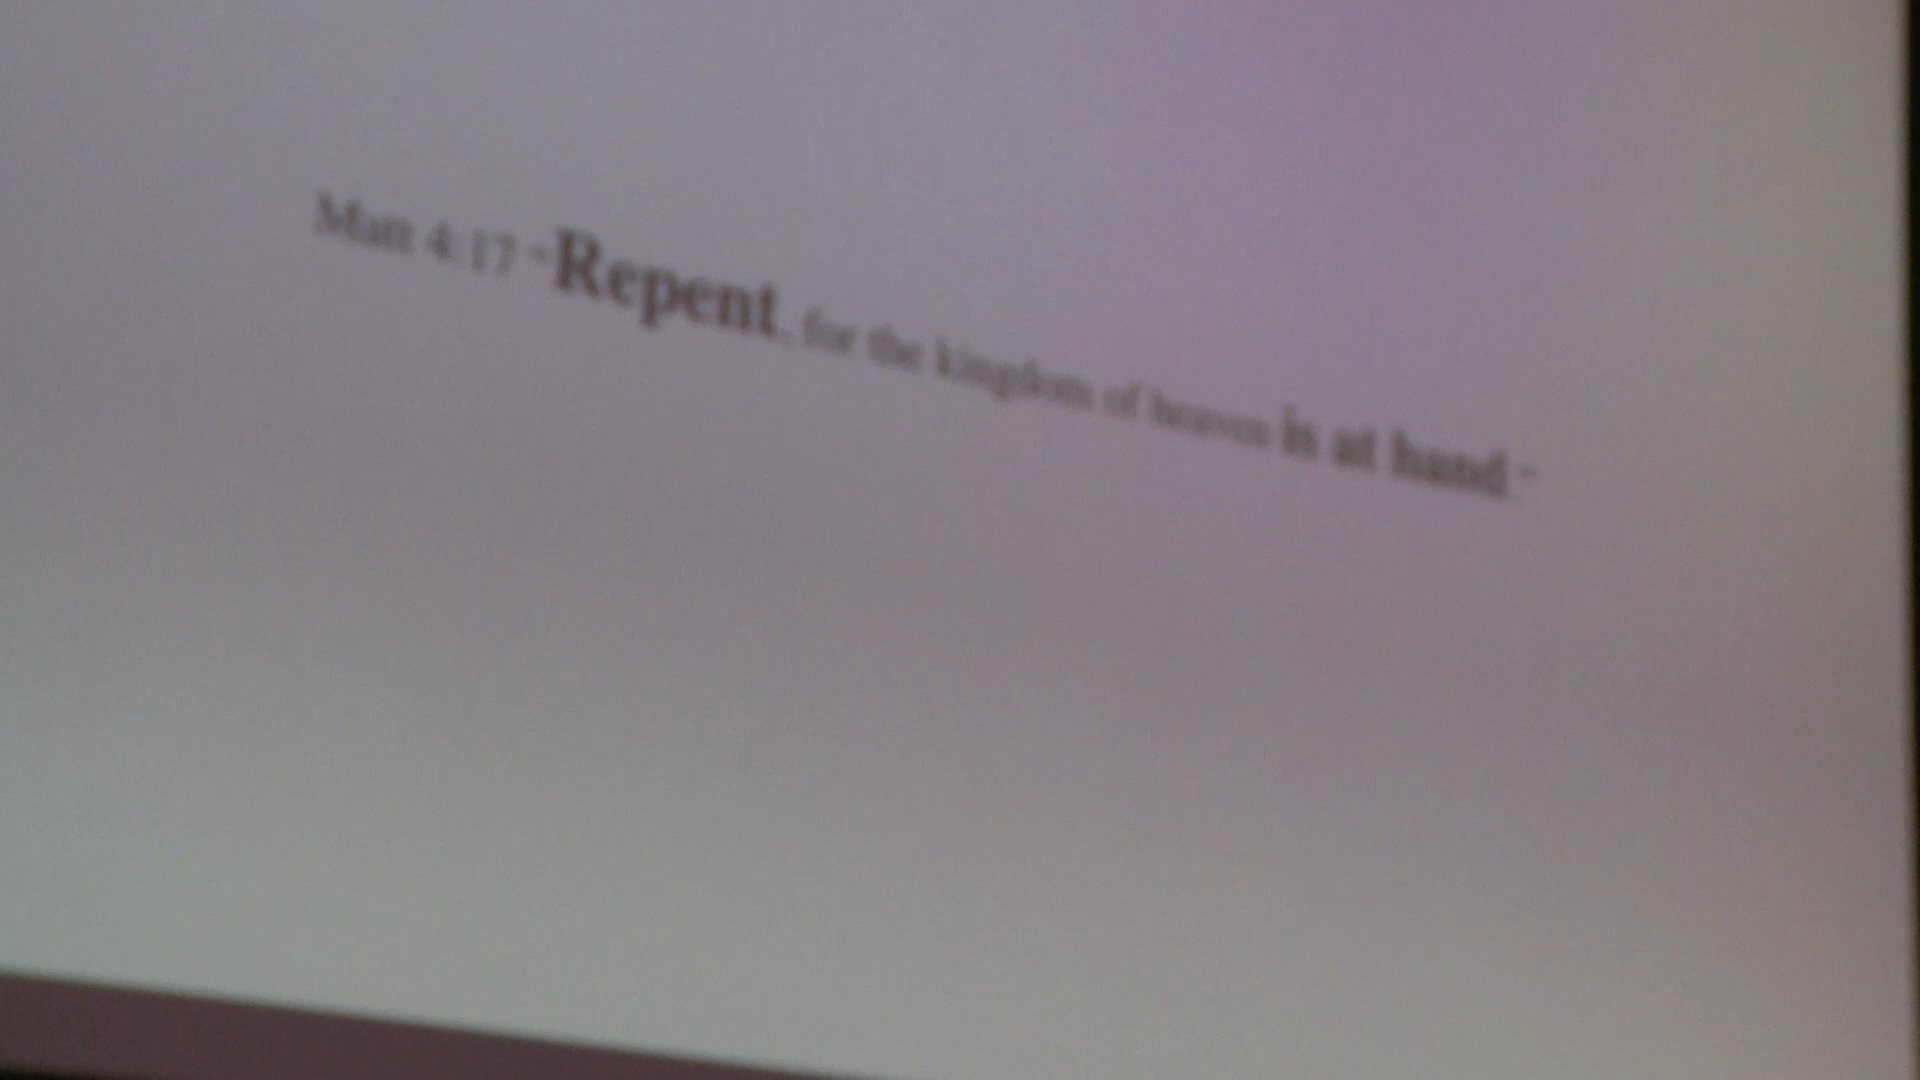 Matt 4:17 "Repent, for the kingdom of heaven is at hand."